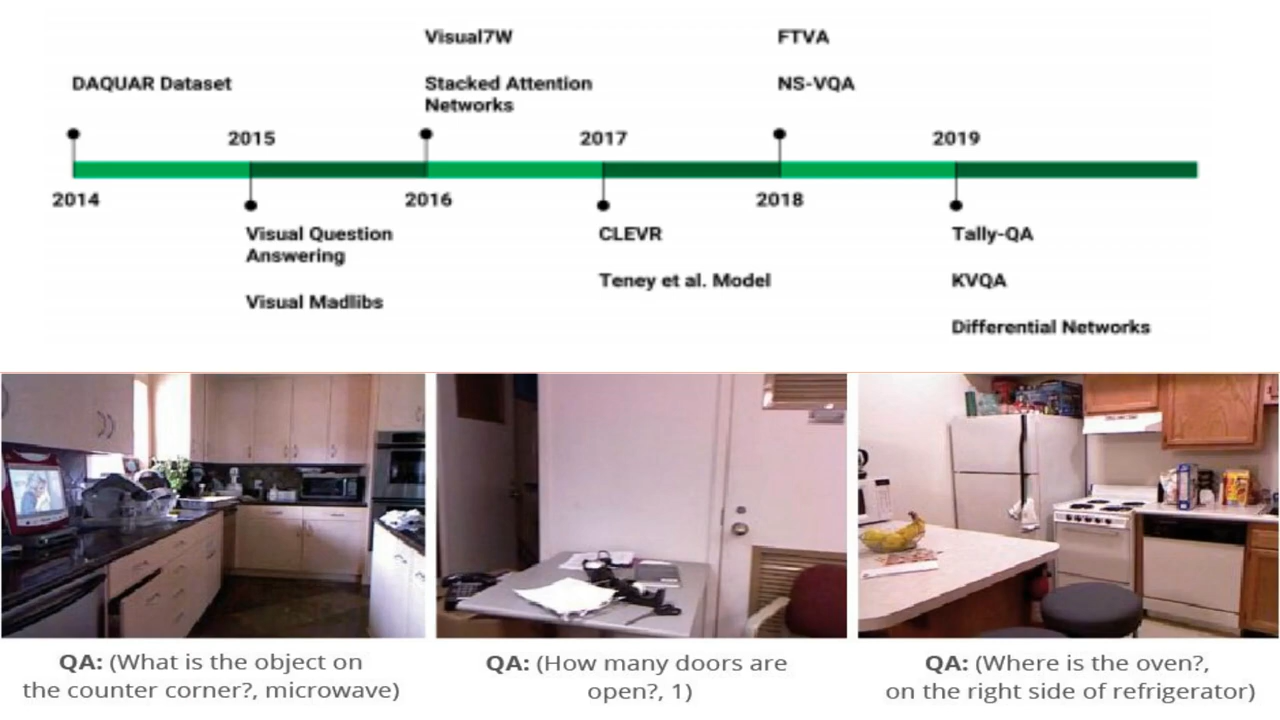 Visual7W
FTVA
DAQUAR Dataset
Stacked Attention
Networks
NS-VQA
2015
2017
2019
2014
2016
2018
Visual Question
Answering
CLEVR
Tally-QA
Visual Madlibs
Teney et al. Model
KVQA
Differential Networks
QA: (What is the object on
the counter corner?, microwave)
QA: (How many doors are
open?, 1)
QA: (Where is the oven?,
on the right side of refrigerator)